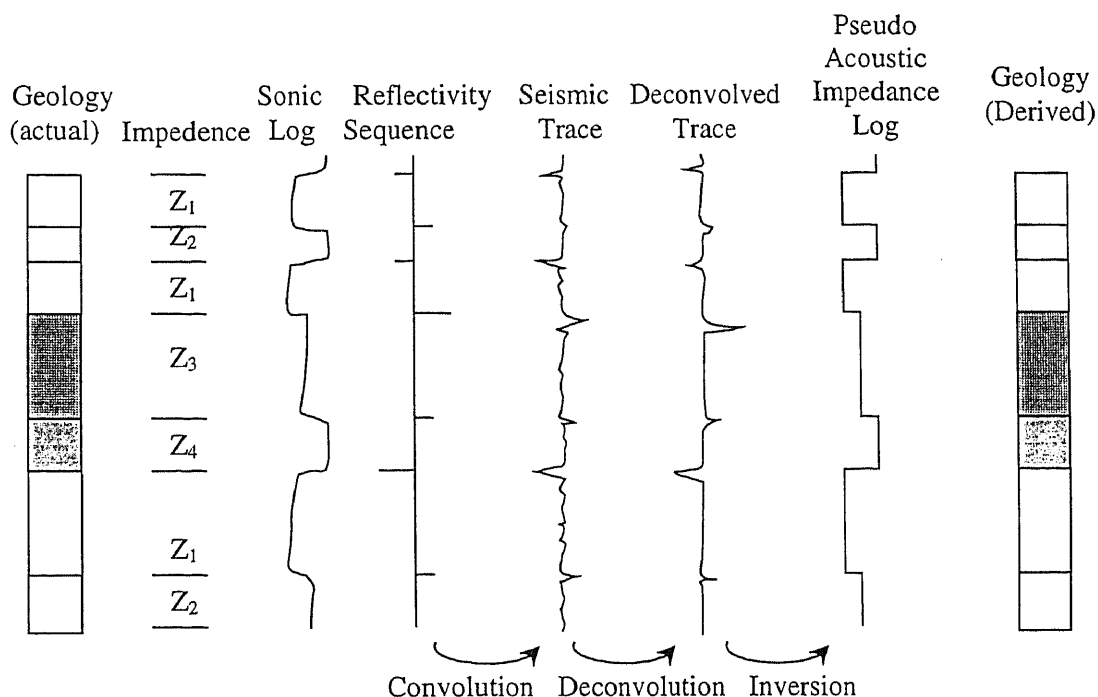 Geology
(actual)
Impedence
Sonic
Log
Reflectivity
Sequence
Seismic
Trace
Deconvolved
Trace
Pseudo
Acoustic
Impedance
Log
Geology
(Derived)
Z₁
Z₂
Z₁
Z₃
Z₄
Z₁
Z₂
Convolution
Deconvolution
Inversion